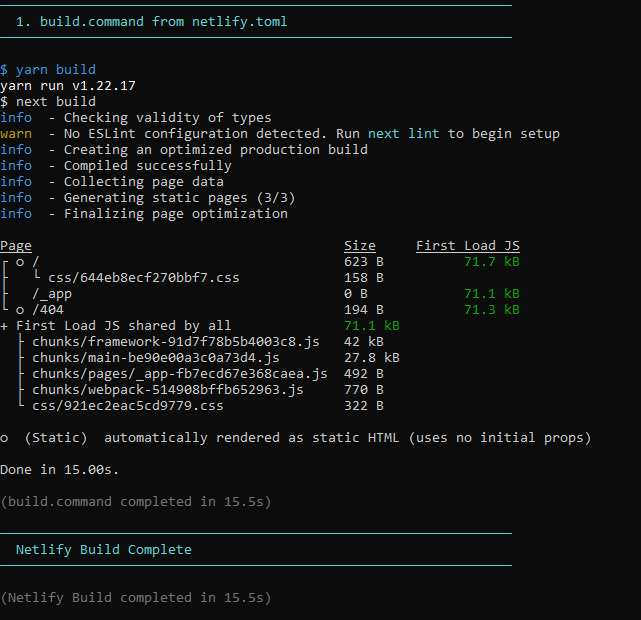 1. build.command from netlify.toml
$ yarn build
yarn run v1.22.17
$ next build
info  - Checking validity of types
warn  - No ESLint configuration detected. Run next lint to begin setup
info  - Creating an optimized production build
info  - Compiled successfully
info  - Collecting page data
info  - Generating static pages (3/3)
info  - Finalizing page optimization
Page                                       Size     First Load JS
┌ ○ /                                      623 B          71.7 kB
├   └ css/644eb8ecf270bbf7.css             158 B
├   /_app                                  0 B            71.1 kB
└ ○ /404                                   194 B          71.3 kB
+ First Load JS shared by all              71.1 kB
  ├ chunks/framework-91d7f78b5b4003c8.js   42 kB
  ├ chunks/main-be90e00a3c0a73d4.js        27.8 kB
  ├ chunks/pages/_app-fb7ecd67e368caea.js  492 B
  ├ chunks/webpack-514908bffb652963.js     770 B
  └ css/921ec2eac5cd9779.css               322 B
○  (Static)  automatically rendered as static HTML (uses no initial props)
Done in 15.00s.
(build.command completed in 15.5s)
Netlify Build Complete
(Netlify Build completed in 15.5s)